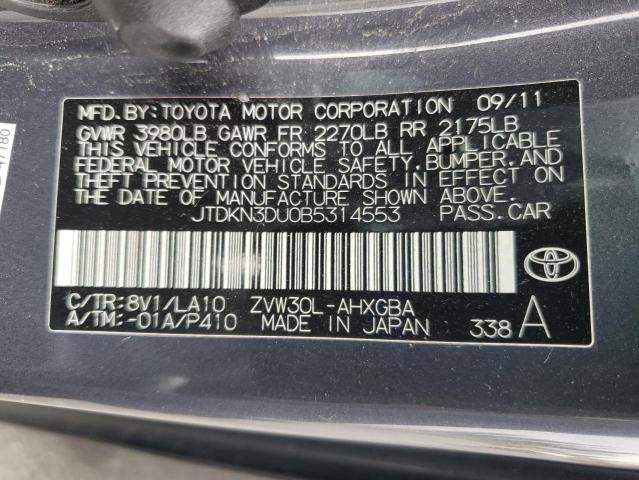 MFD.BY:TOYOTA MOTOR CORPORATION 09/11
GVWR 3980LB GAWR FR 2270LB RR 2175LB
THIS VEHICLE CONFORMS TO ALL APPLICABLE
FEDERAL MOTOR VEHICLE SAFETY, BUMPER, AND
THEFT PREVENTION STANDARDS IN EFFECT ON
THE DATE OF MANUFACTURE SHOWN ABOVE.
JTDKN3DU0B5314553 PASS.CAR
C/TR:8V1/LA10 ZVW30L-AHXGBA
A/TM:-01A/P410 MADE IN JAPAN 338 A
47180